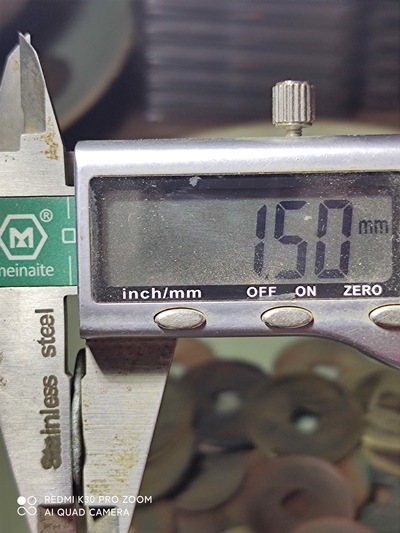 ®
M
meinaite
1.50 mm
inch/mm OFF ON ZERO
Stainless steel
REDMI K30 PRO ZOOM
AI QUAD CAMERA